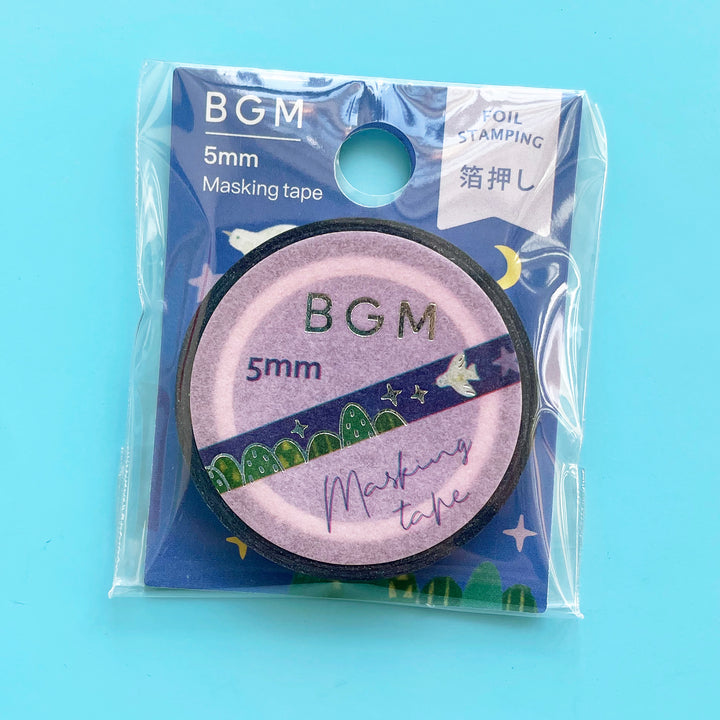 BGM
5mm
Masking tape
FOIL
STAMPING
箔押し
BGM
5mm
Masking
tape